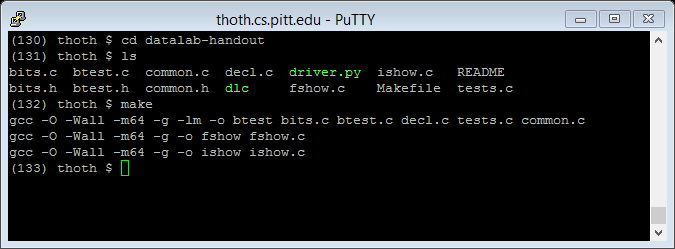 thoth.cs.pitt.edu - PuTTY
(130) thoth $ cd datalab-handout
(131) thoth $ ls
bits.c  btest.c  common.c  decl.c  driver.py  ishow.c   README
bits.h  btest.h  common.h  dlc     fshow.c    Makefile  tests.c
(132) thoth $ make
gcc -O -Wall -m64 -g -lm -o btest bits.c btest.c decl.c tests.c common.c
gcc -O -Wall -m64 -g -o fshow fshow.c
gcc -O -Wall -m64 -g -o ishow ishow.c
(133) thoth $